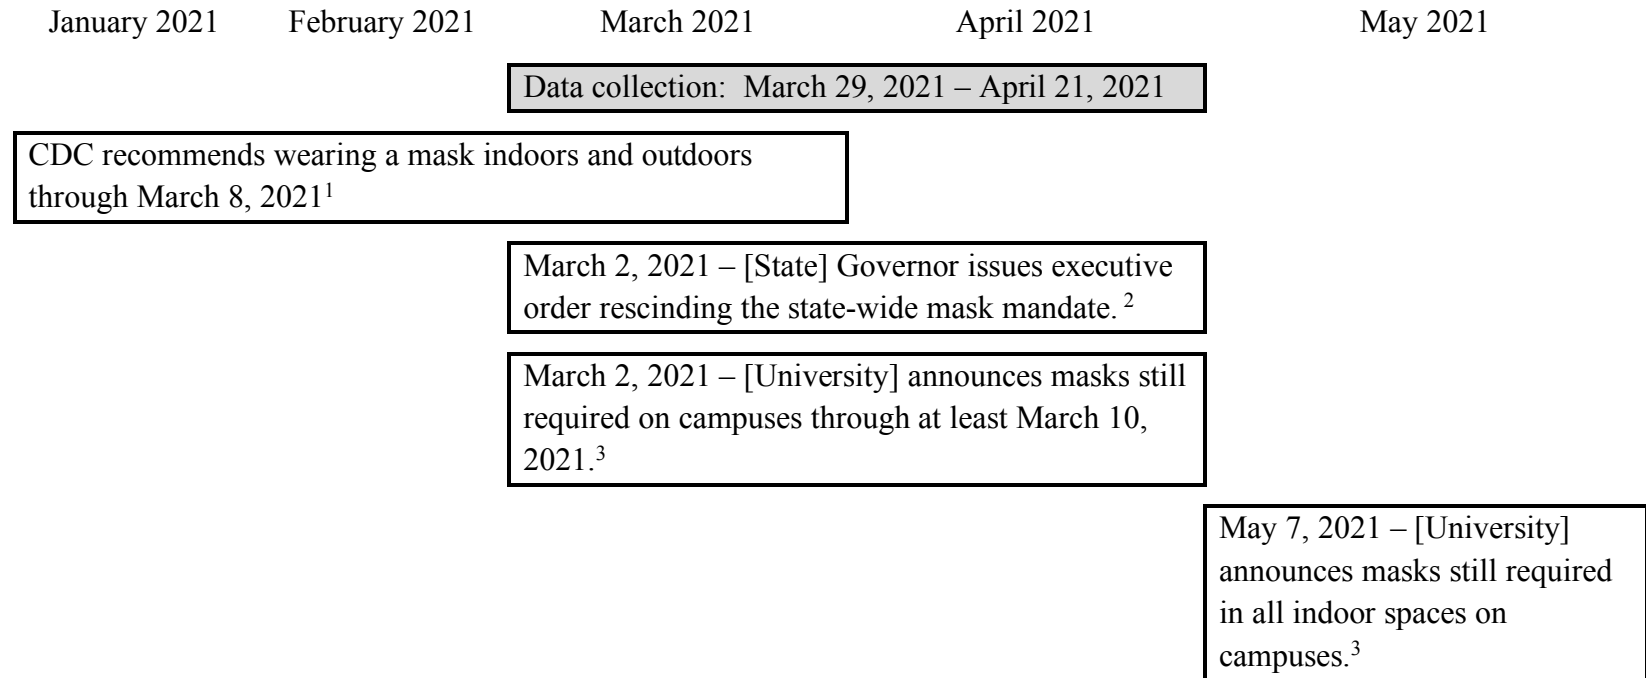 January 2021 February 2021 March 2021 April 2021 May 2021
Data collection:  March 29, 2021 – April 21, 2021
CDC recommends wearing a mask indoors and outdoors
through March 8, 2021¹
March 2, 2021 – [State] Governor issues executive
order rescinding the state-wide mask mandate. ²
March 2, 2021 – [University] announces masks still
required on campuses through at least March 10,
2021.³
May 7, 2021 – [University]
announces masks still required
in all indoor spaces on
campuses.³